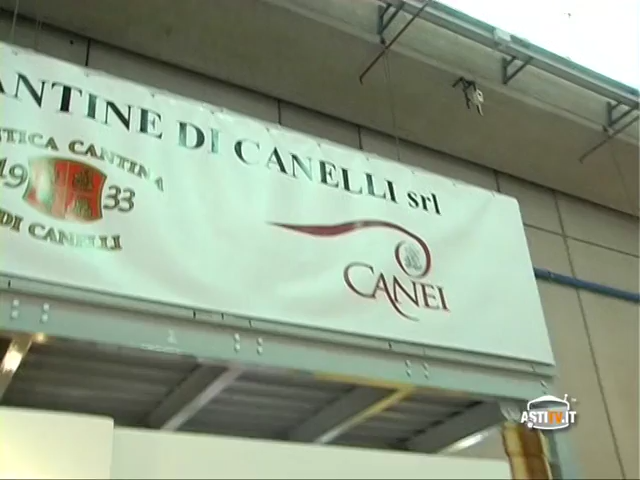 ANTINE DI CANELLI srl
TICA CANTINA
19 33
DI CANELLI
CANEI
ASTITV.IT